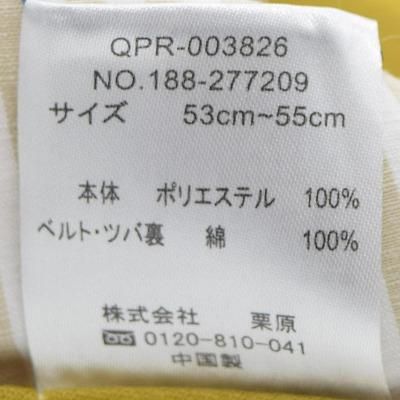 QPR-003826
NO.188-277209
サイズ 53cm~55cm
本体 ポリエステル 100%
ベルト・ツバ裏 綿 100%
株式会社 栗原
0120-810-041
中国製